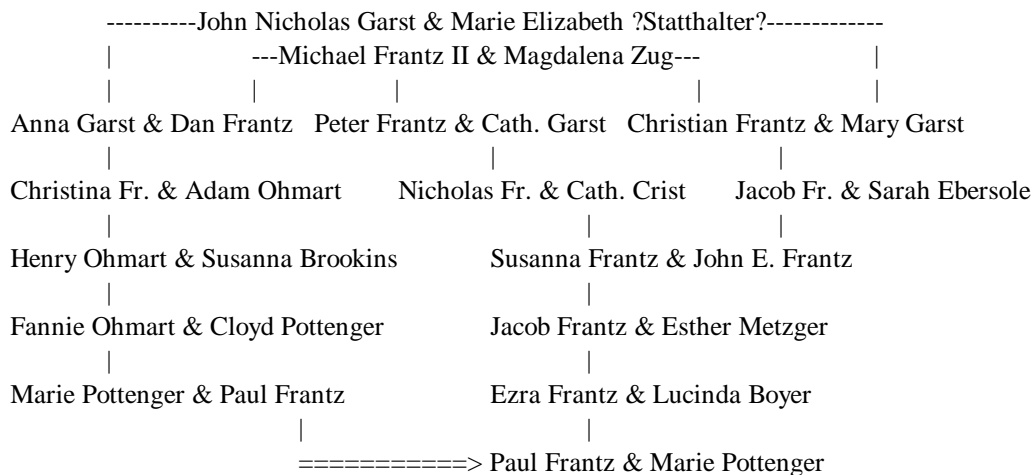 ----------John Nicholas Garst & Marie Elizabeth ?Statthalter?-------------
| ---Michael Frantz II & Magdalena Zug--- |
| | | | |
Anna Garst & Dan Frantz Peter Frantz & Cath. Garst Christian Frantz & Mary Garst
| | |
Christina Fr. & Adam Ohmart Nicholas Fr. & Cath. Crist Jacob Fr. & Sarah Ebersole
| | |
Henry Ohmart & Susanna Brookins Susanna Frantz & John E. Frantz
| |
Fannie Ohmart & Cloyd Pottenger Jacob Frantz & Esther Metzger
| |
Marie Pottenger & Paul Frantz Ezra Frantz & Lucinda Boyer
| |
===========> Paul Frantz & Marie Pottenger